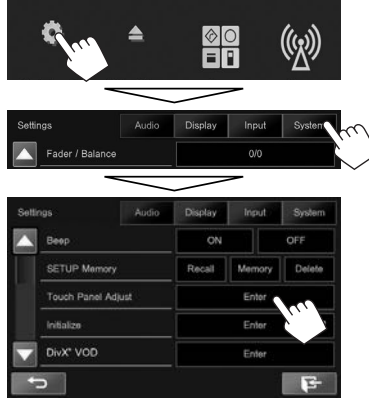 Settings Audio Display Input System
Fader / Balance 0/0
Settings Audio Display Input System
Beep ON OFF
SETUP Memory Recall Memory Delete
Touch Panel Adjust Enter
Initialize Enter
DivX® VOD Enter